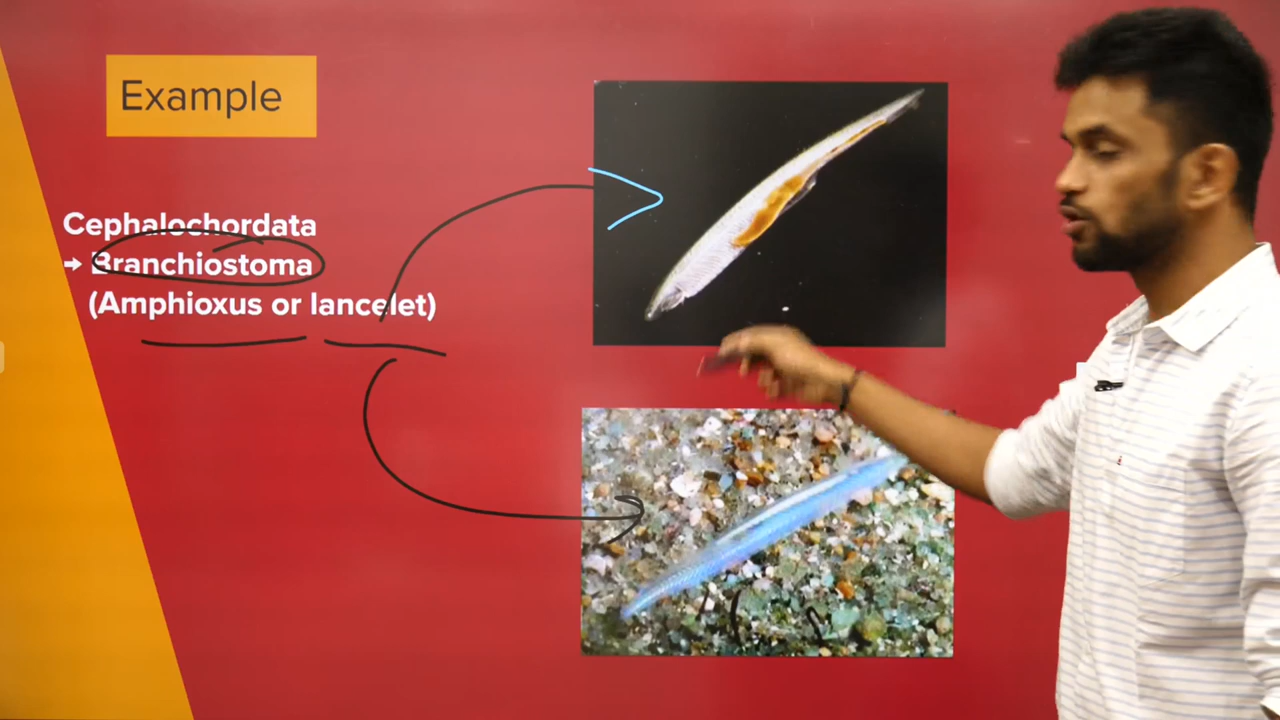 Example
Cephalochordata
→ Branchiostoma
(Amphioxus or lancelet)